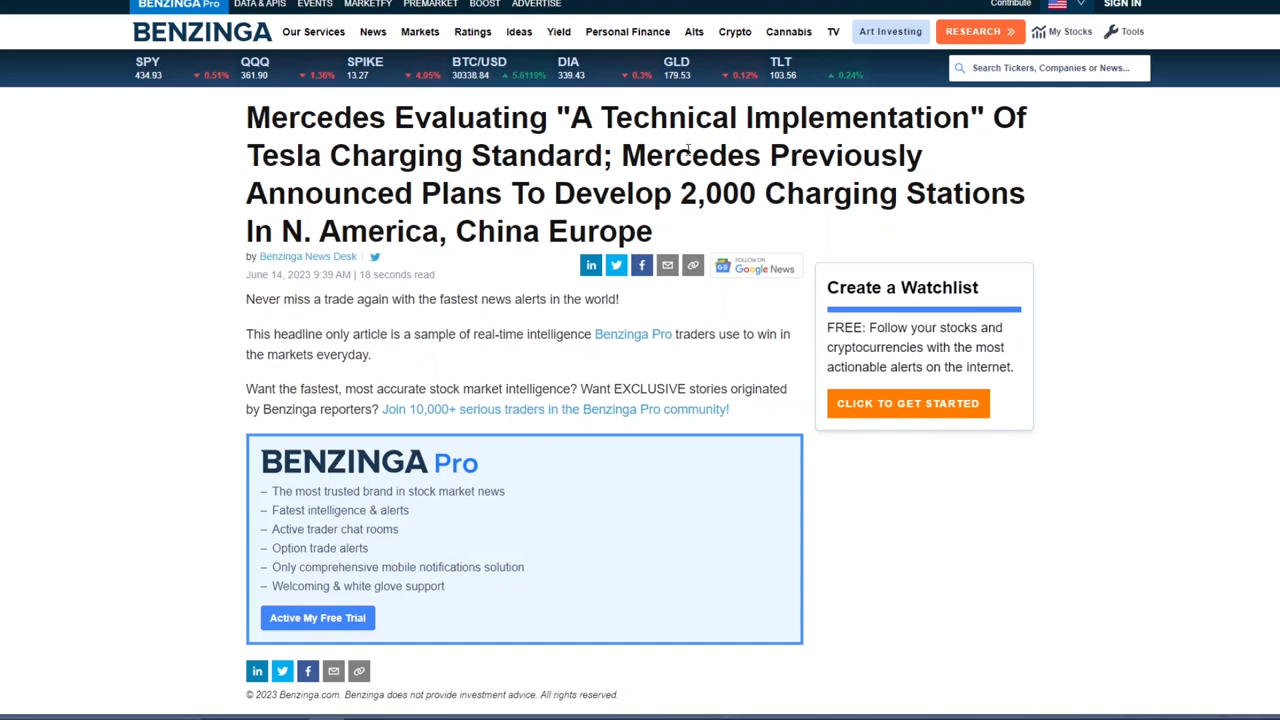 BENZINGA Pro DATA & APIS EVENTS MARKETFY PREMARKET BOOST ADVERTISE Contribute SIGN IN
BENZINGA Our Services News Markets Ratings Ideas Yield Personal Finance Alts Crypto Cannabis TV Art Investing RESEARCH My Stocks Tools
SPY QQQ SPIKE BTC/USD DIA GLD TLT
434.93 0.51% 361.90 1.36% 13.27 4.05% 30338.84 5.6119% 339.43 0.3% 179.53 0.12% 103.56 0.24%
Search Tickers, Companies or News...
Mercedes Evaluating "A Technical Implementation" Of
Tesla Charging Standard; Mercedes Previously
Announced Plans To Develop 2,000 Charging Stations
In N. America, China Europe
by Benzinga News Desk
June 14, 2023 9:39 AM | 18 seconds read
FOLLOW ON
Google News
Never miss a trade again with the fastest news alerts in the world!
This headline only article is a sample of real-time intelligence Benzinga Pro traders use to win in
the markets everyday.
Want the fastest, most accurate stock market intelligence? Want EXCLUSIVE stories originated
by Benzinga reporters? Join 10,000+ serious traders in the Benzinga Pro community!
Create a Watchlist
FREE: Follow your stocks and
cryptocurrencies with the most
actionable alerts on the internet.
CLICK TO GET STARTED
BENZINGA Pro
– The most trusted brand in stock market news
– Fatest intelligence & alerts
– Active trader chat rooms
– Option trade alerts
– Only comprehensive mobile notifications solution
– Welcoming & white glove support
Active My Free Trial
© 2023 Benzinga.com. Benzinga does not provide investment advice. All rights reserved.